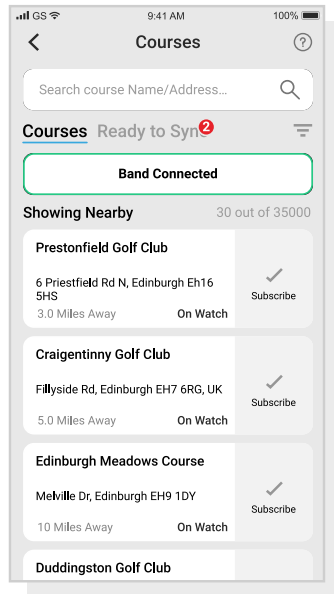 GS 9:41 AM 100%
Courses
?
Search course Name/Address...
Courses Ready to Sync 2
Band Connected
Showing Nearby 30 out of 35000
Prestonfield Golf Club
6 Priestfield Rd N, Edinburgh Eh16
5HS
Subscribe
3.0 Miles Away On Watch
Craigentinny Golf Club
Fillyside Rd, Edinburgh EH7 6RG, UK
Subscribe
5.0 Miles Away On Watch
Edinburgh Meadows Course
Melville Dr, Edinburgh EH9 1DY
Subscribe
10 Miles Away On Watch
Duddingston Golf Club